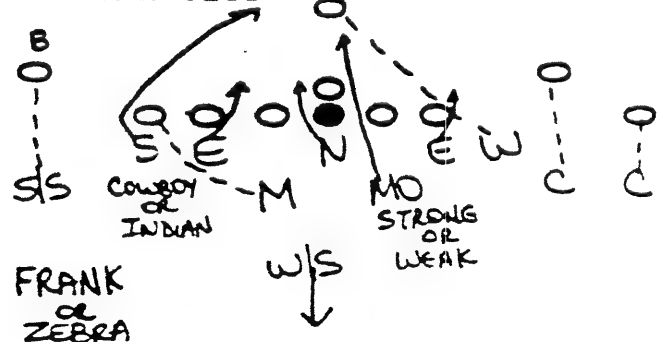 B
S E N E W
S/S M MO C C
COWBOY
OR
INDIAN
STRONG
OR
WEAK
W/S
FRANK
OR
ZEBRA